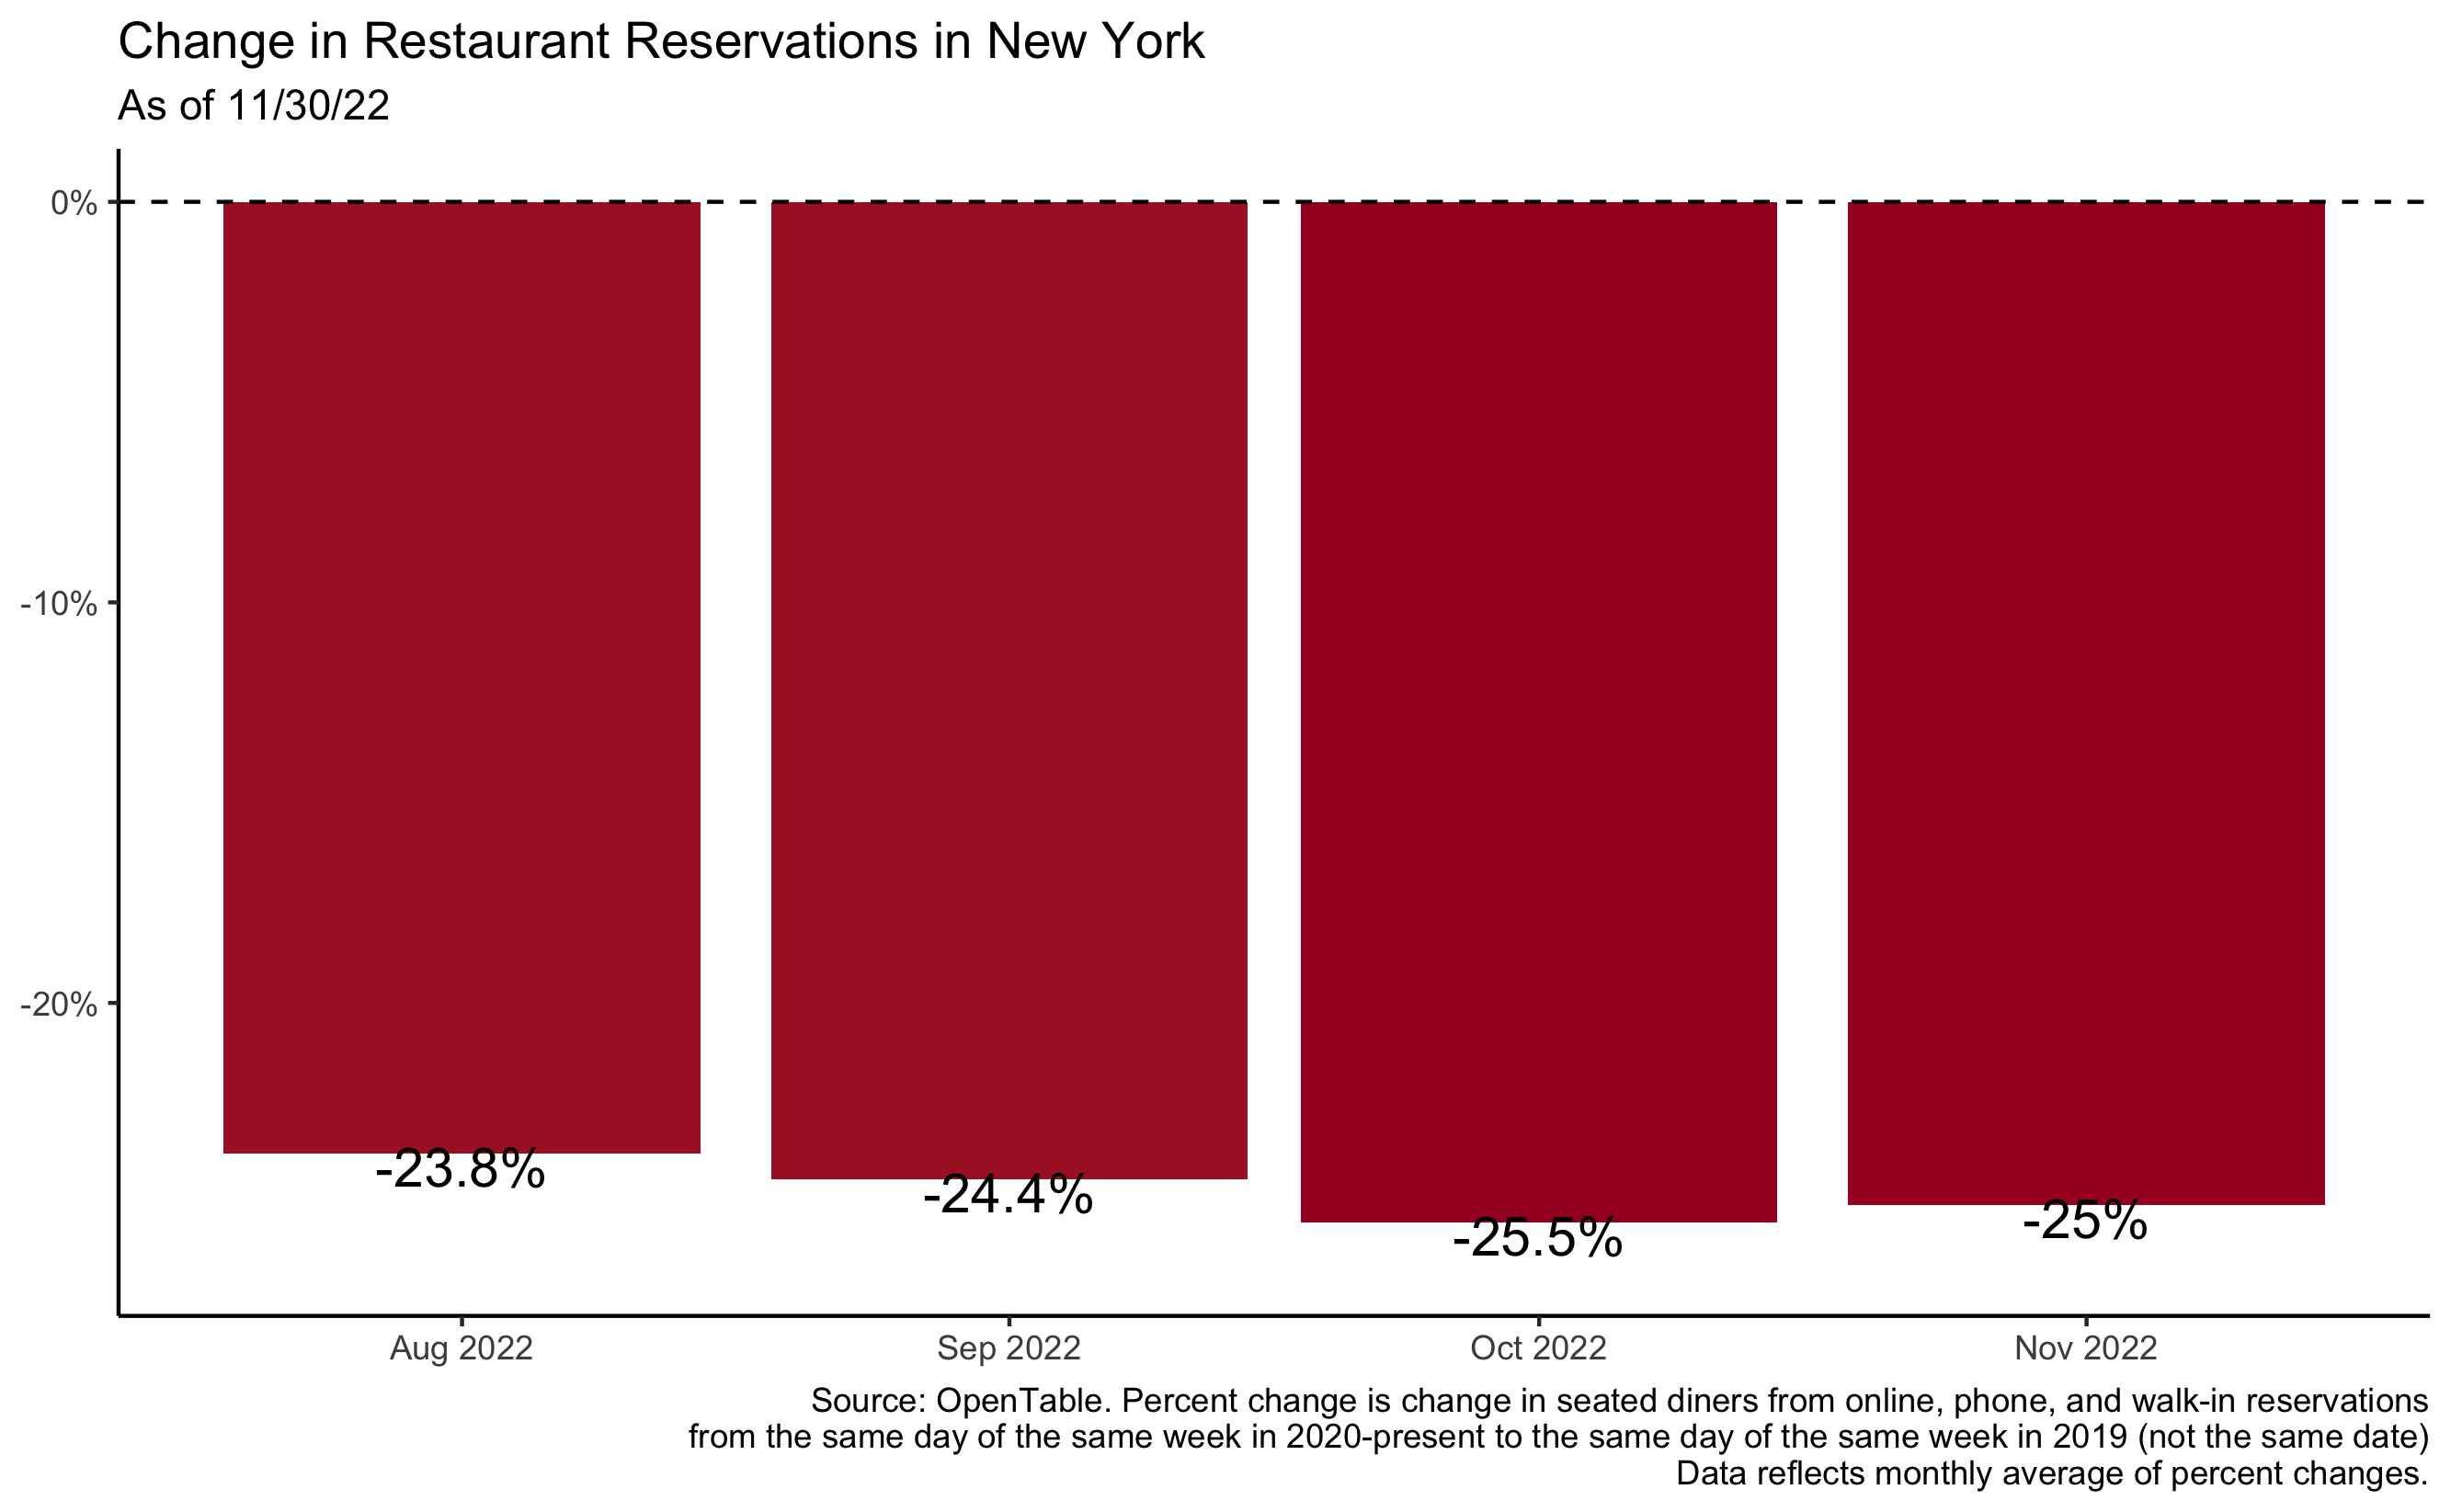 Change in Restaurant Reservations in New York
As of 11/30/22
0%
-10%
-20%
-23.8%
-24.4%
-25.5%
-25%
Aug 2022
Sep 2022
Oct 2022
Nov 2022
Source: OpenTable. Percent change is change in seated diners from online, phone, and walk-in reservations
from the same day of the same week in 2020-present to the same day of the same week in 2019 (not the same date)
Data reflects monthly average of percent changes.